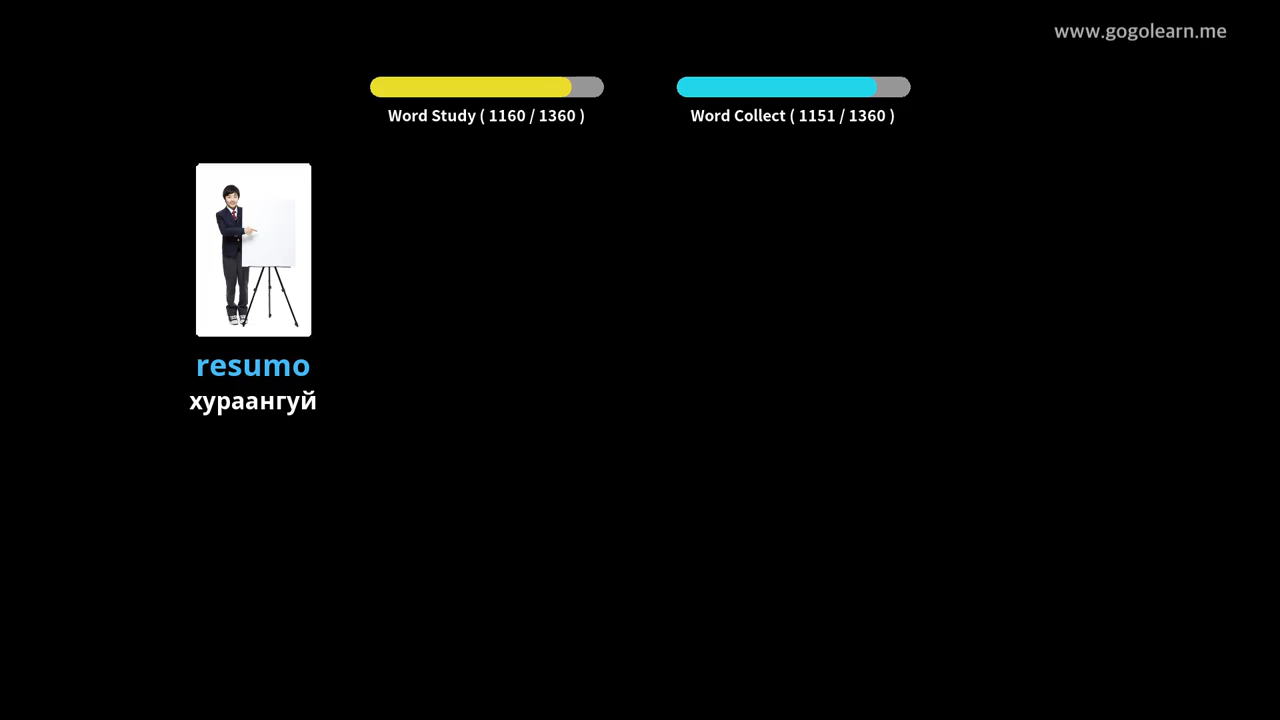 www.gogolearn.me
Word Study ( 1160 / 1360 )
Word Collect ( 1151 / 1360 )
resumo
хураангуй